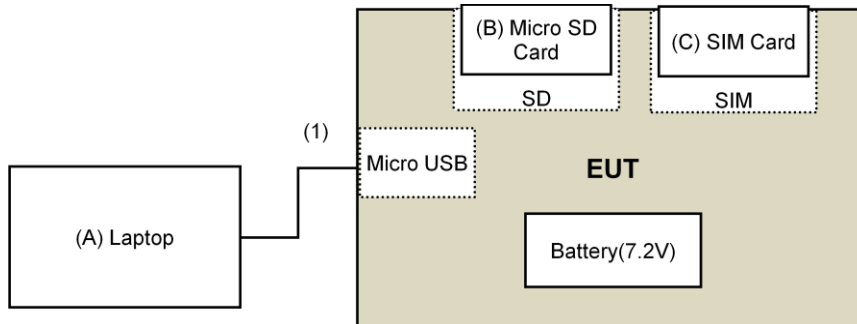 (B) Micro SD
Card
(C) SIM Card
SD
SIM
(1)
Micro USB
EUT
(A) Laptop
Battery(7.2V)